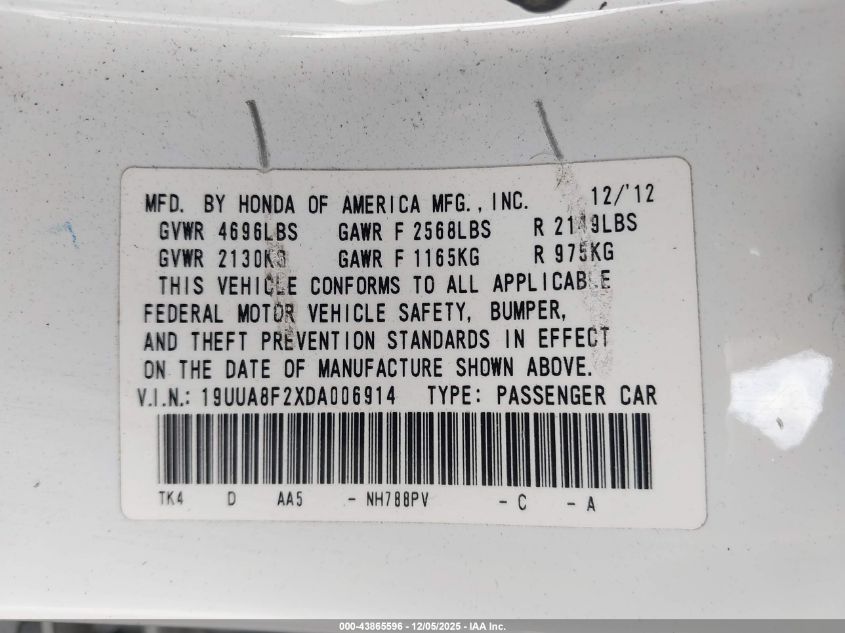 MFD. BY HONDA OF AMERICA MFG., INC. 12/'12
GVWR 4696LBS GAWR F 2568LBS R 2149LBS
GVWR 2130KG GAWR F 1165KG R 975KG
THIS VEHICLE CONFORMS TO ALL APPLICABLE
FEDERAL MOTOR VEHICLE SAFETY, BUMPER,
AND THEFT PREVENTION STANDARDS IN EFFECT
ON THE DATE OF MANUFACTURE SHOWN ABOVE.
V.I.N.: 19UUA8F2XDA006914 TYPE: PASSENGER CAR
TK4 D AA5 - NH788PV - C - A
000-43865596 - 12/05/2025 - IAA Inc.